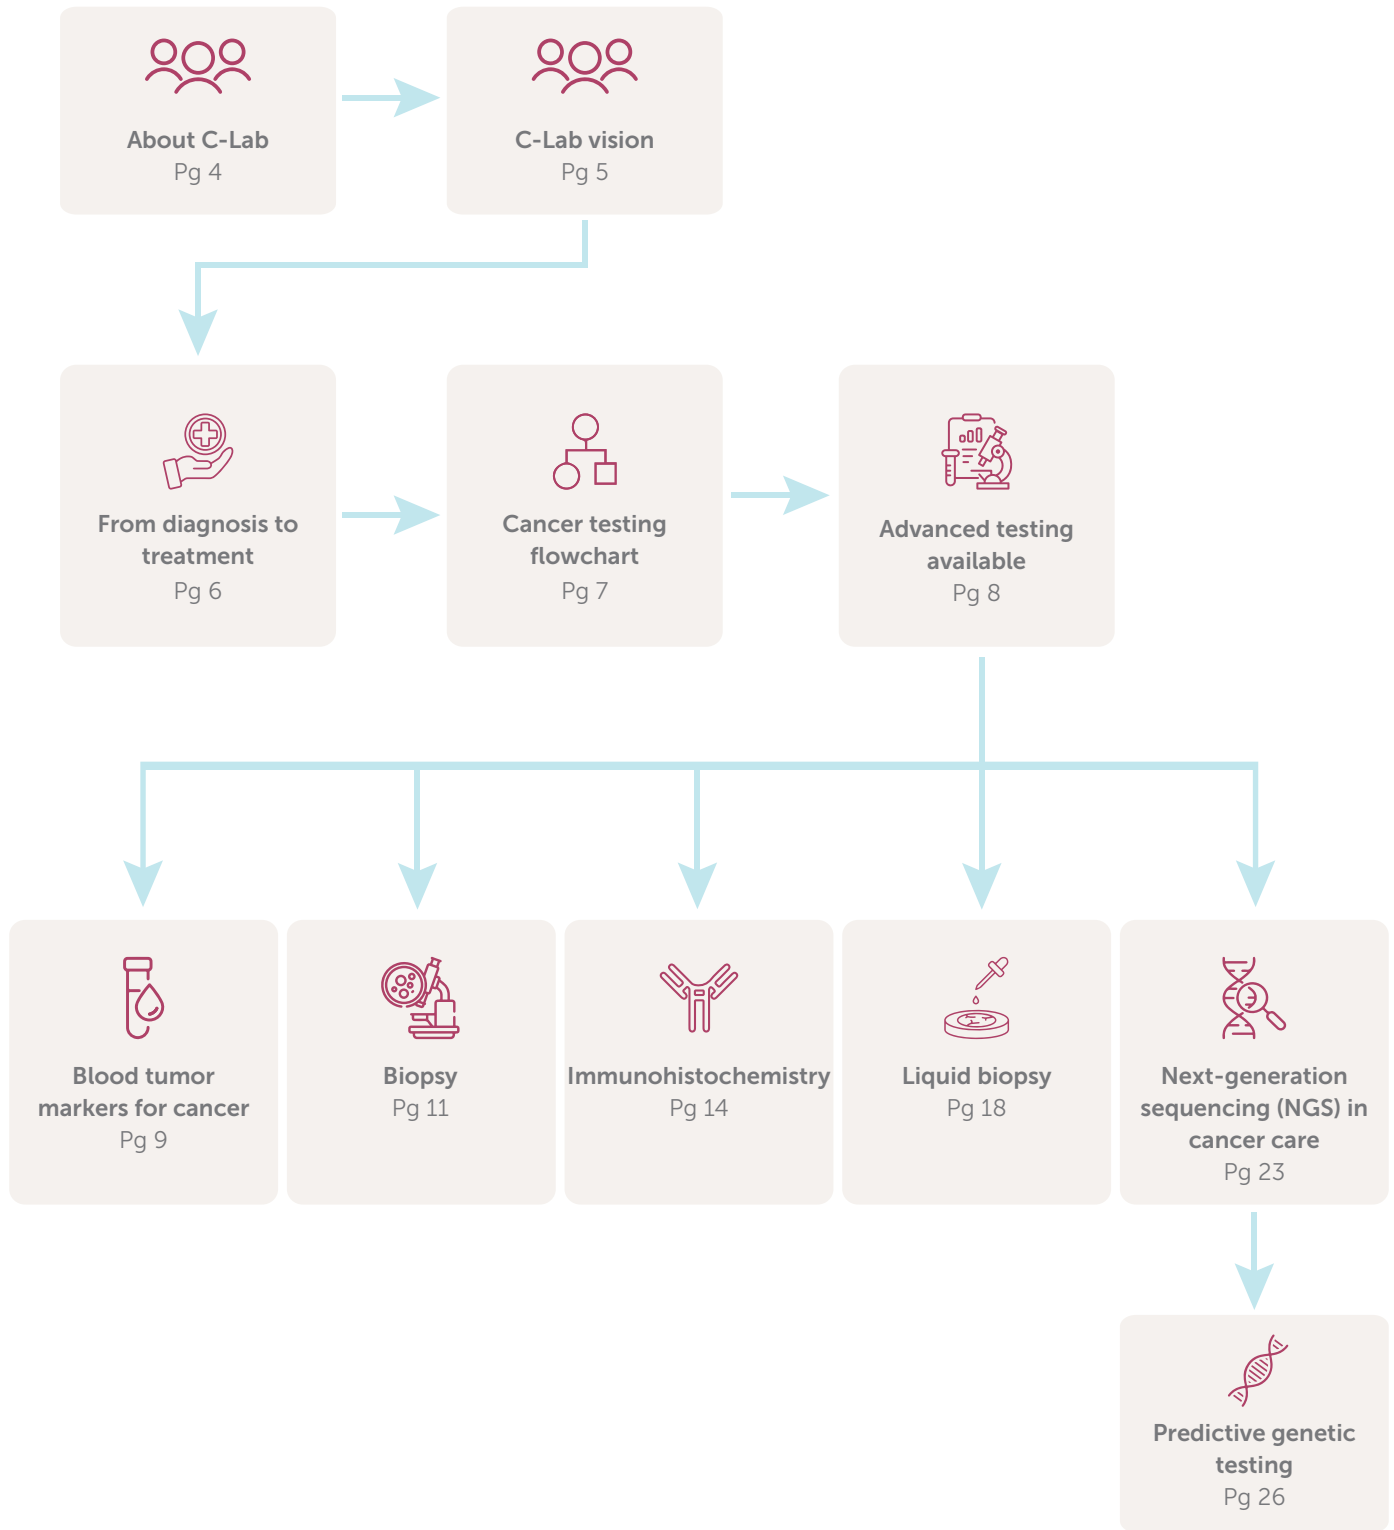 About C-Lab
Pg 4
C-Lab vision
Pg 5
From diagnosis to
treatment
Pg 6
Cancer testing
flowchart
Pg 7
Advanced testing
available
Pg 8
Blood tumor
markers for cancer
Pg 9
Biopsy
Pg 11
Immunohistochemistry
Pg 14
Liquid biopsy
Pg 18
Next-generation
sequencing (NGS) in
cancer care
Pg 23
Predictive genetic
testing
Pg 26